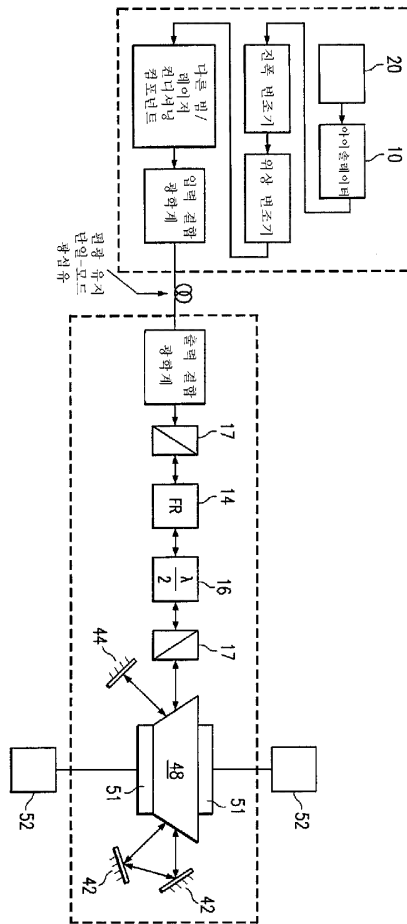 20
10
아이솔레이터
진폭 변조기
위상 변조기
다른 빔/
레이저
컨디셔닝
컴포넌트
입력 결합
광학계
편광 유지
단일-모드
광섬유
출력 결합
광학계
17
14
FR
16
λ
2
17
44
48
51
51
52
52
42
42